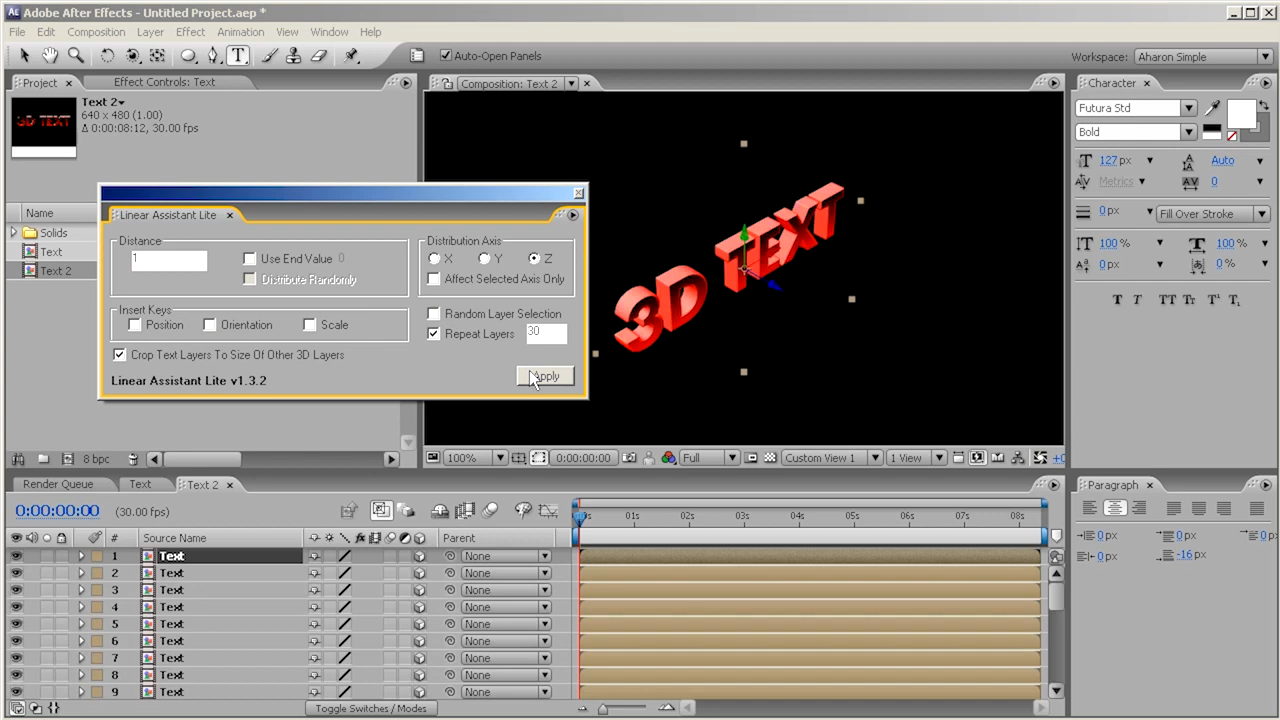 Adobe After Effects - Untitled Project.aep *
File Edit Composition Layer Effect Animation View Window Help
Auto-Open Panels
Workspace: Aharon Simple
Project × Effect Controls: Text
Composition: Text 2
Character ×
Text 2
640 x 480 (1.00)
Δ 0:00:08:12, 30.00 fps
3D TEXT
Futura Std
Bold
127 px Auto
Metrics 0
0 px Fill Over Stroke
100 % 100 %
0 px 0 %
T T TT Tт T¹ T₁
Name
Solids
Text
Text 2
Linear Assistant Lite ×
Distance
1
Use End Value 0
Distribute Randomly
Distribution Axis
X Y Z
Affect Selected Axis Only
Insert Keys
Position Orientation Scale
Random Layer Selection
Repeat Layers 30
Crop Text Layers To Size Of Other 3D Layers
Linear Assistant Lite v1.3.2
Apply
3D TEXT
8 bpc
100% 0:00:00:00 Full Custom View 1 1 View +0
Render Queue Text Text 2 ×
Paragraph ×
0:00:00:00 (30.00 fps)
0 px 0 px 0 p
0 px -16 px
# Source Name Parent
s 01s 02s 03s 04s 05s 06s 07s 08s
1 Text None
2 Text None
3 Text None
4 Text None
5 Text None
6 Text None
7 Text None
8 Text None
9 Text None
Toggle Switches / Modes